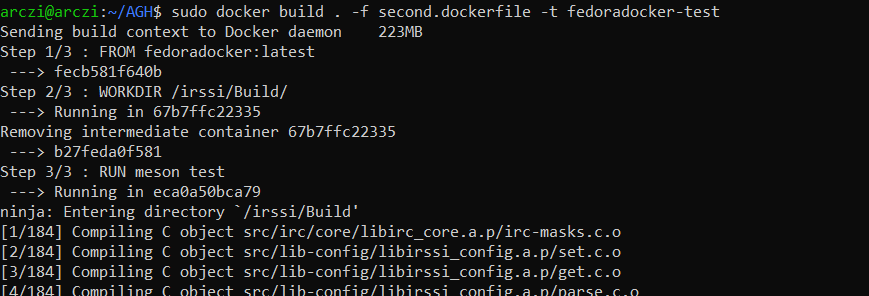 arczi@arczi:~/AGH$ sudo docker build . -f second.dockerfile -t fedoradocker-test
Sending build context to Docker daemon    223MB
Step 1/3 : FROM fedoradocker:latest
 ---> fecb581f640b
Step 2/3 : WORKDIR /irssi/Build/
 ---> Running in 67b7ffc22335
Removing intermediate container 67b7ffc22335
 ---> b27feda0f581
Step 3/3 : RUN meson test
 ---> Running in eca0a50bca79
ninja: Entering directory `/irssi/Build'
[1/184] Compiling C object src/irc/core/libirc_core.a.p/irc-masks.c.o
[2/184] Compiling C object src/lib-config/libirssi_config.a.p/set.c.o
[3/184] Compiling C object src/lib-config/libirssi_config.a.p/get.c.o
[4/184] Compiling C object src/lib-config/libirssi_config.a.p/parse.c.o